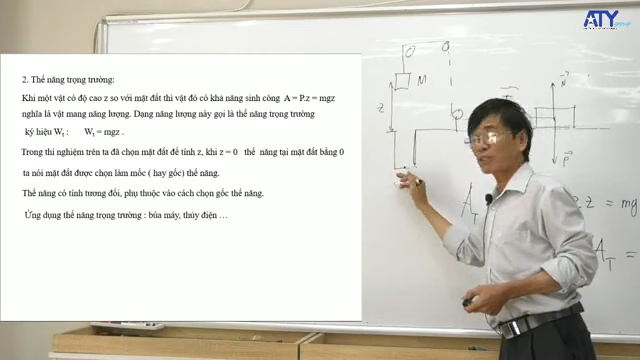 ATY GROUP
2. Thế năng trọng trường:
Khi một vật có độ cao z so với mặt đất thì vật đó có khả năng sinh công A = P.z = mgz
nghĩa là vật mang năng lượng. Dạng năng lượng này gọi là thế năng trọng trường
ký hiệu Wt : Wt = mgz .
Trong thí nghiệm trên ta đã chọn mặt đất để tính z, khi z = 0 thế năng tại mặt đất bằng 0
ta nói mặt đất được chọn làm mốc ( hay gốc) thế năng.
Thế năng có tính tương đối, phụ thuộc vào cách chọn gốc thế năng.
Ứng dụng thế năng trọng trường : búa máy, thủy điện …
M
z
N
P
A T
z = mg
A T =